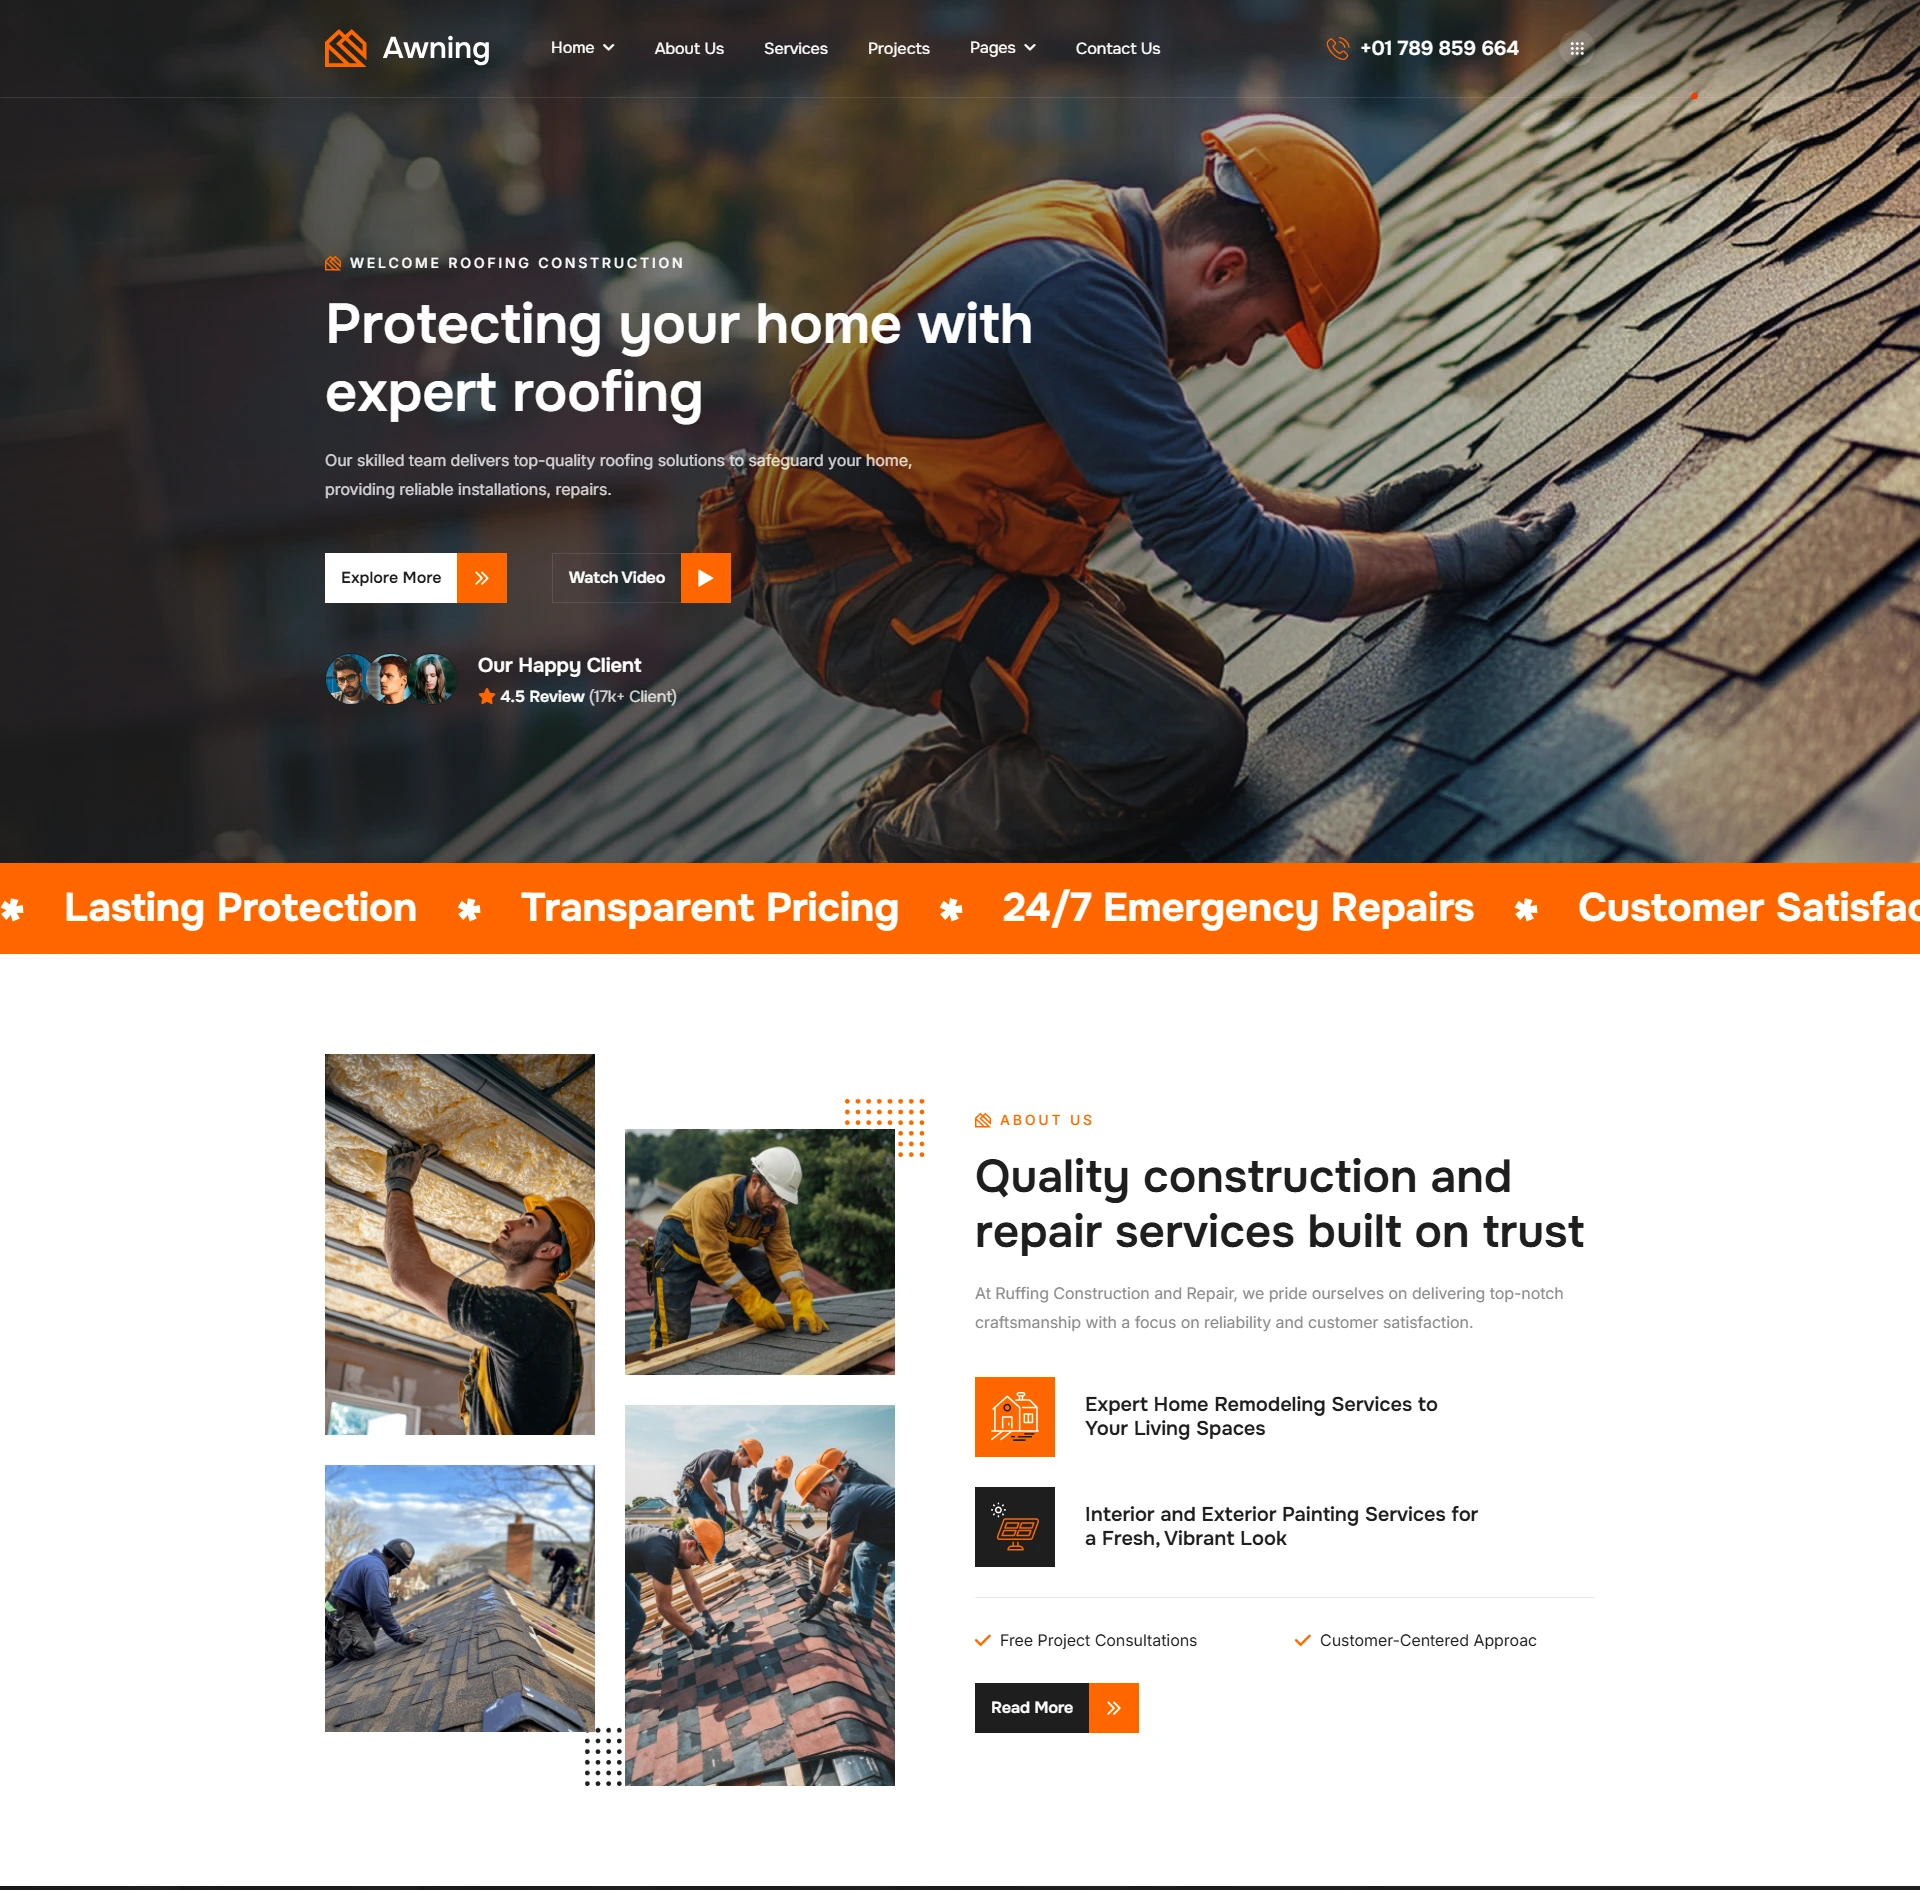 Awning
Home
About Us
Services
Projects
Pages
Contact Us
+01 789 859 664
WELCOME ROOFING CONSTRUCTION
Protecting your home with
expert roofing
Our skilled team delivers top-quality roofing solutions to safeguard your home,
providing reliable installations, repairs.
Explore More
Watch Video
Our Happy Client
4.5 Review (17k+ Client)
* Lasting Protection * Transparent Pricing * 24/7 Emergency Repairs * Customer Satisfac
ABOUT US
Quality construction and
repair services built on trust
At Ruffing Construction and Repair, we pride ourselves on delivering top-notch
craftsmanship with a focus on reliability and customer satisfaction.
Expert Home Remodeling Services to
Your Living Spaces
Interior and Exterior Painting Services for
a Fresh, Vibrant Look
Free Project Consultations
Customer-Centered Approac
Read More